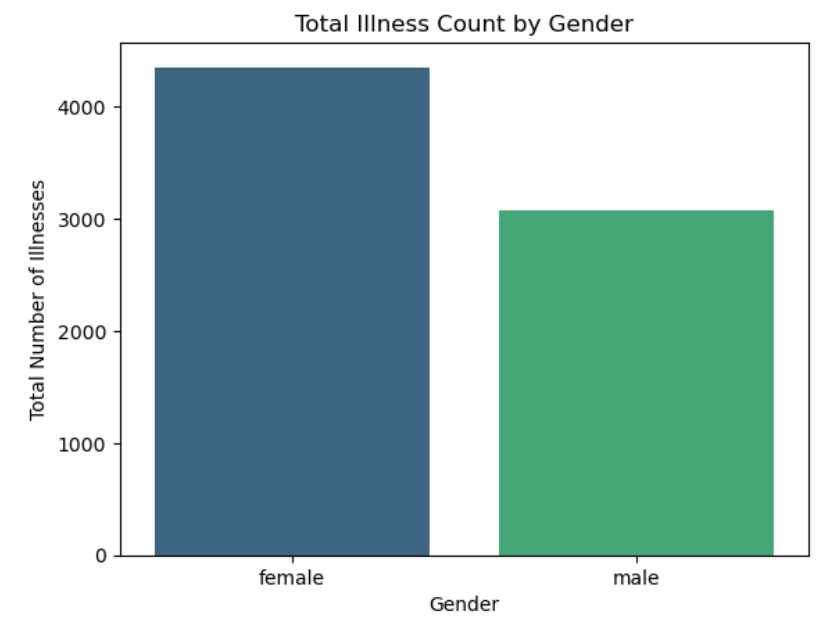 Total Illness Count by Gender
Total Number of Illnesses
4000
3000
2000
1000
0
female
male
Gender